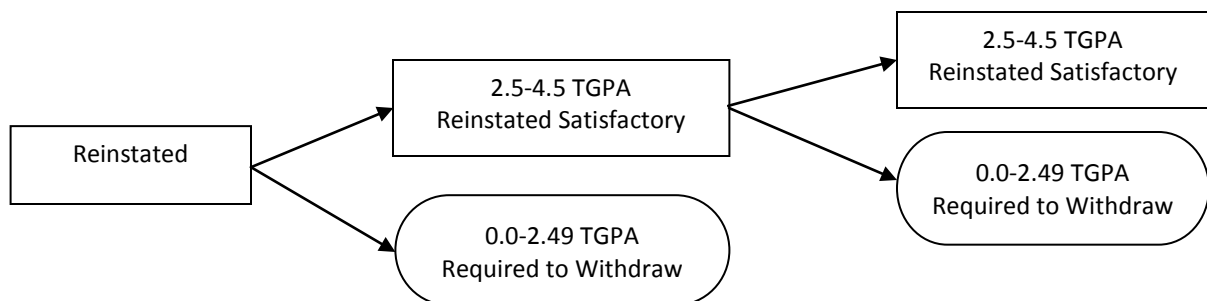 Reinstated
2.5-4.5 TGPA
Reinstated Satisfactory
0.0-2.49 TGPA
Required to Withdraw
2.5-4.5 TGPA
Reinstated Satisfactory
0.0-2.49 TGPA
Required to Withdraw